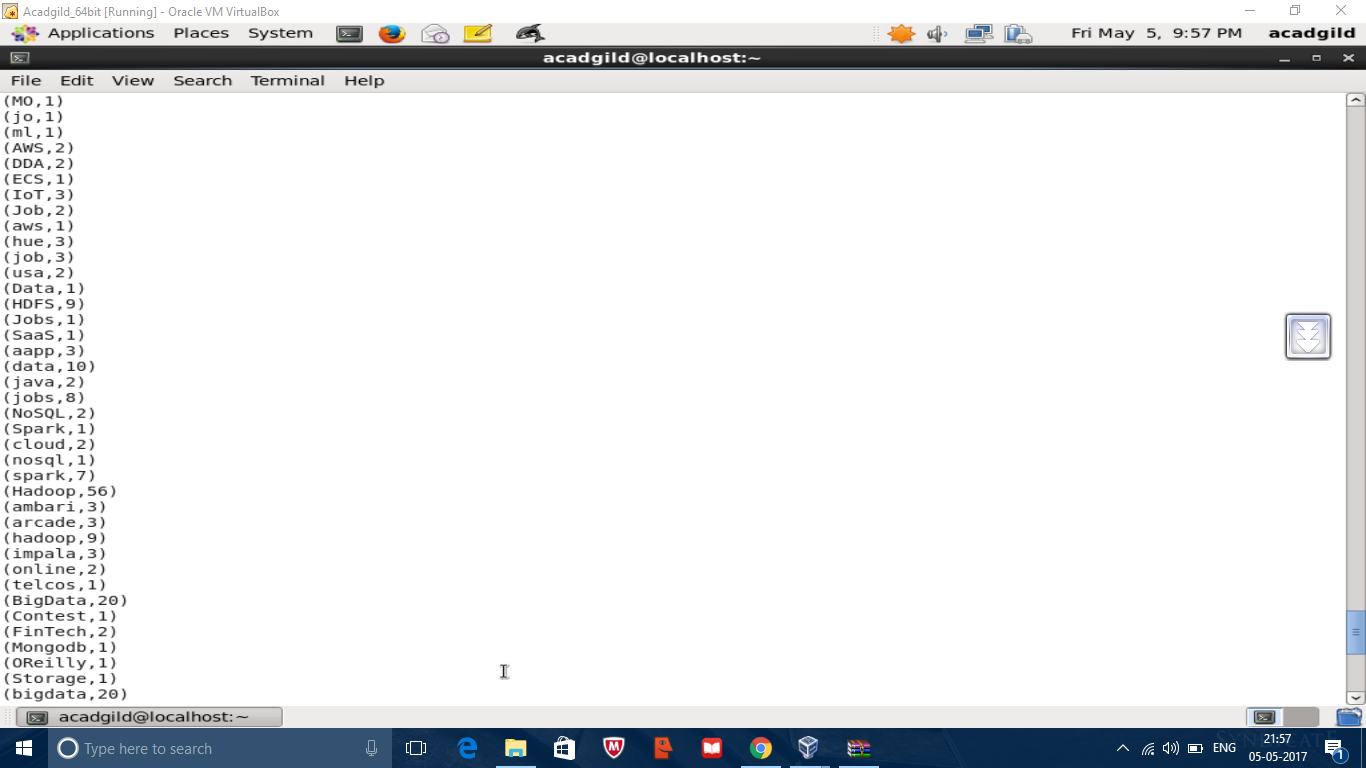 Acadgild_64bit [Running] - Oracle VM VirtualBox
Applications Places System Fri May 5, 9:57 PM acadgild
acadgild@localhost:~
File Edit View Search Terminal Help
(MO,1)
(jo,1)
(ml,1)
(AWS,2)
(DDA,2)
(ECS,1)
(IoT,3)
(Job,2)
(aws,1)
(hue,3)
(job,3)
(usa,2)
(Data,1)
(HDFS,9)
(Jobs,1)
(SaaS,1)
(aapp,3)
(data,10)
(java,2)
(jobs,8)
(NoSQL,2)
(Spark,1)
(cloud,2)
(nosql,1)
(spark,7)
(Hadoop,56)
(ambari,3)
(arcade,3)
(hadoop,9)
(impala,3)
(online,2)
(telcos,1)
(BigData,20)
(Contest,1)
(FinTech,2)
(Mongodb,1)
(OReilly,1)
(Storage,1)
(bigdata,20)
acadgild@localhost:~
Type here to search
ENG
21:57
05-05-2017
1